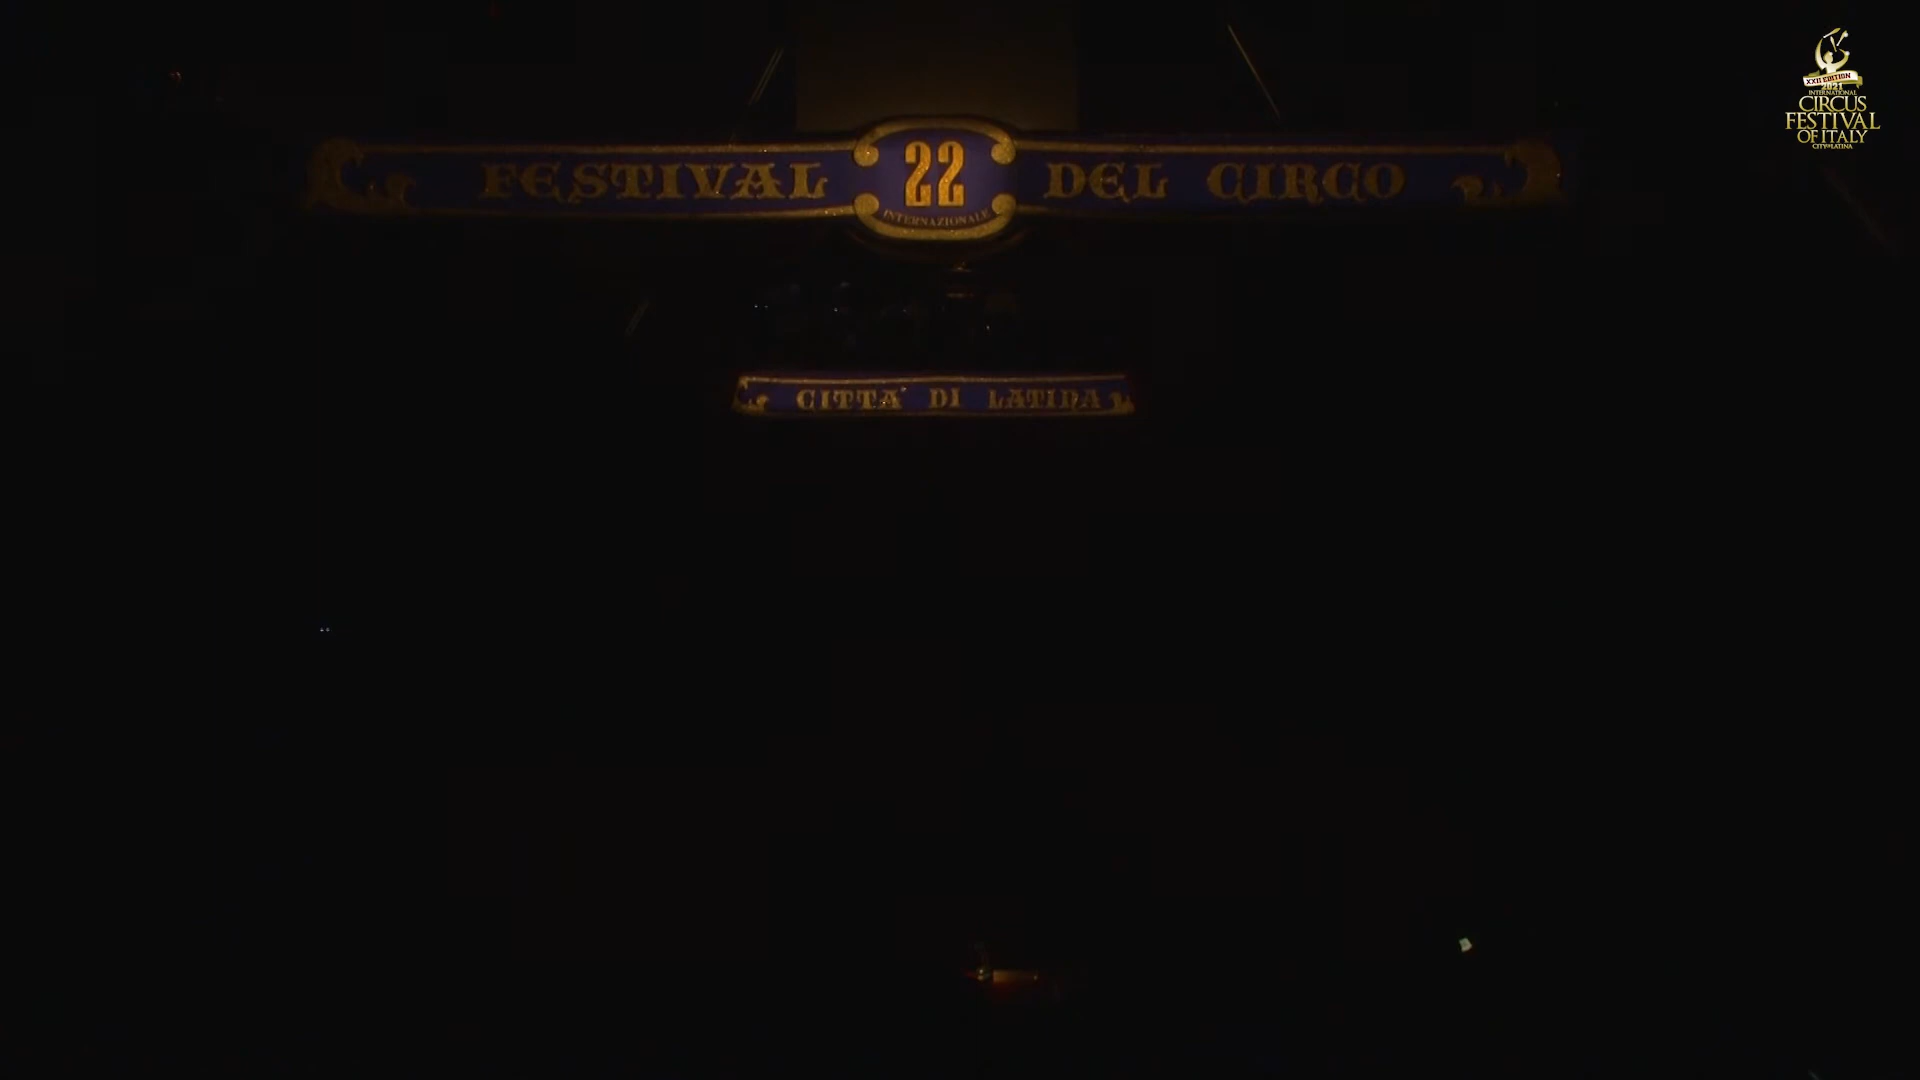 FESTIVAL 22 DEL CIRCO
INTERNAZIONALE
CITTA' DI LATINA
XXII EDITION
2021
INTERNATIONAL
CIRCUS
FESTIVAL
OF ITALY
CITY OF LATINA